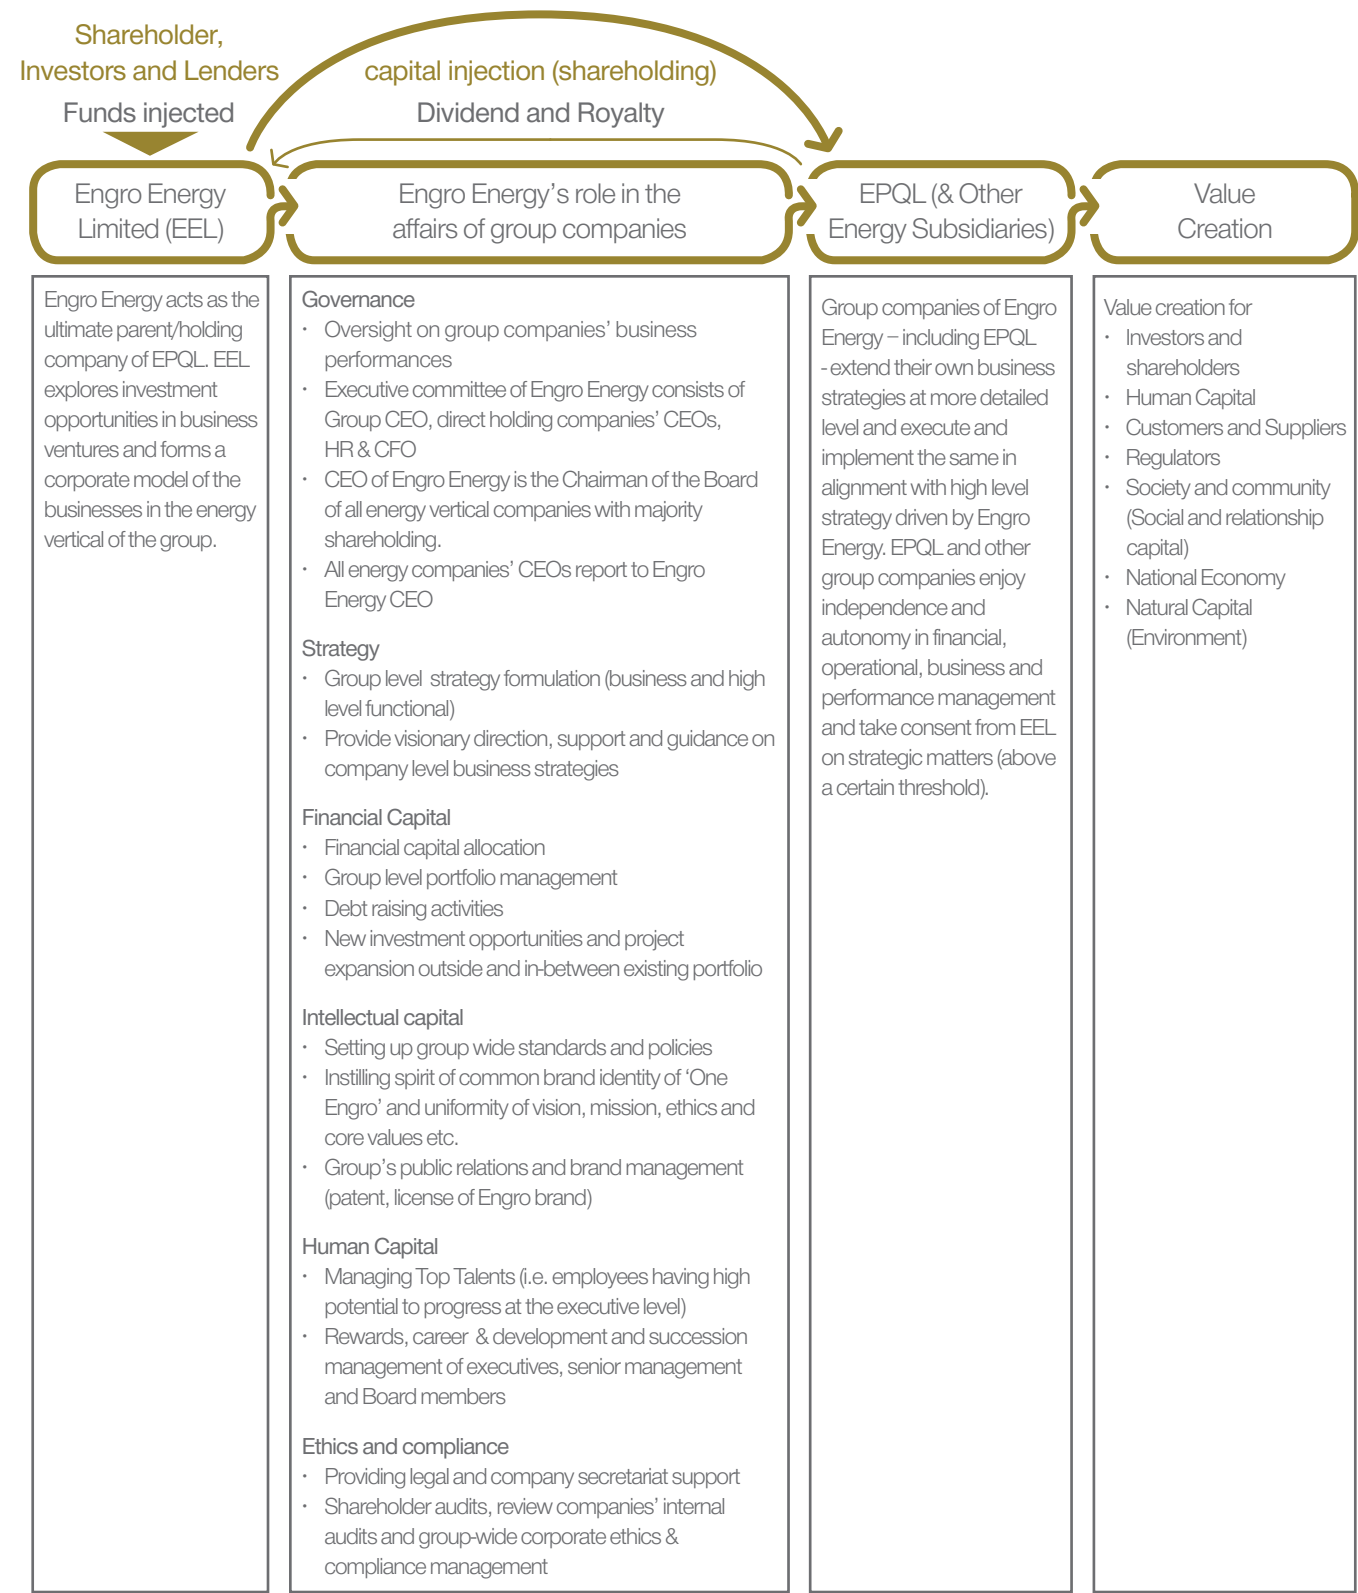 Shareholder,
Investors and Lenders
Funds injected
capital injection (shareholding)
Dividend and Royalty
Engro Energy
Limited (EEL)
Engro Energy's role in the
affairs of group companies
EPQL (& Other
Energy Subsidiaries)
Value
Creation
Engro Energy acts as the
ultimate parent/holding
company of EPQL. EEL
explores investment
opportunities in business
ventures and forms a
corporate model of the
businesses in the energy
vertical of the group.
Governance
· Oversight on group companies' business
performances
· Executive committee of Engro Energy consists of
Group CEO, direct holding companies' CEOs,
HR & CFO
· CEO of Engro Energy is the Chairman of the Board
of all energy vertical companies with majority
shareholding.
· All energy companies' CEOs report to Engro
Energy CEO
Strategy
· Group level strategy formulation (business and high
level functional)
· Provide visionary direction, support and guidance on
company level business strategies
Financial Capital
· Financial capital allocation
· Group level portfolio management
· Debt raising activities
· New investment opportunities and project
expansion outside and in-between existing portfolio
Intellectual capital
· Setting up group wide standards and policies
· Instilling spirit of common brand identity of 'One
Engro' and uniformity of vision, mission, ethics and
core values etc.
· Group's public relations and brand management
(patent, license of Engro brand)
Human Capital
· Managing Top Talents (i.e. employees having high
potential to progress at the executive level)
· Rewards, career & development and succession
management of executives, senior management
and Board members
Ethics and compliance
· Providing legal and company secretariat support
· Shareholder audits, review companies' internal
audits and group-wide corporate ethics &
compliance management
Group companies of Engro
Energy – including EPQL
- extend their own business
strategies at more detailed
level and execute and
implement the same in
alignment with high level
strategy driven by Engro
Energy. EPQL and other
group companies enjoy
independence and
autonomy in financial,
operational, business and
performance management
and take consent from EEL
on strategic matters (above
a certain threshold).
Value creation for
· Investors and
shareholders
· Human Capital
· Customers and Suppliers
· Regulators
· Society and community
(Social and relationship
capital)
· National Economy
· Natural Capital
(Environment)